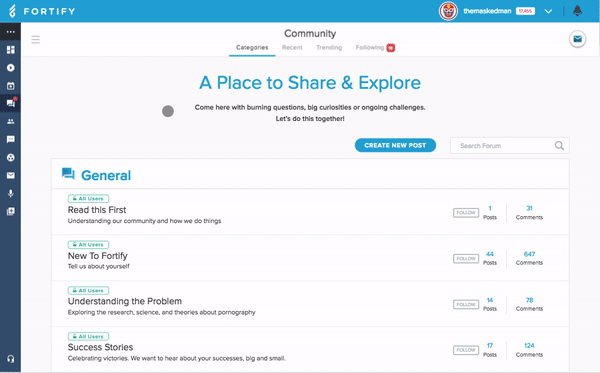 FORTIFY
themaskedman
17,455
Community
Categories
Recent
Trending
Following
A Place to Share & Explore
Come here with burning questions, big curiosities or ongoing challenges.
Let's do this together!
CREATE NEW POST
Search Forum
General
All Users
Read this First
Understanding our community and how we do things
FOLLOW
1
Posts
31
Comments
All Users
New To Fortify
Tell us about yourself
FOLLOW
44
Posts
647
Comments
All Users
Understanding the Problem
Exploring the research, science, and theories about pornography
FOLLOW
14
Posts
78
Comments
All Users
Success Stories
Celebrating victories. We want to hear about your successes, big and small.
FOLLOW
17
Posts
124
Comments